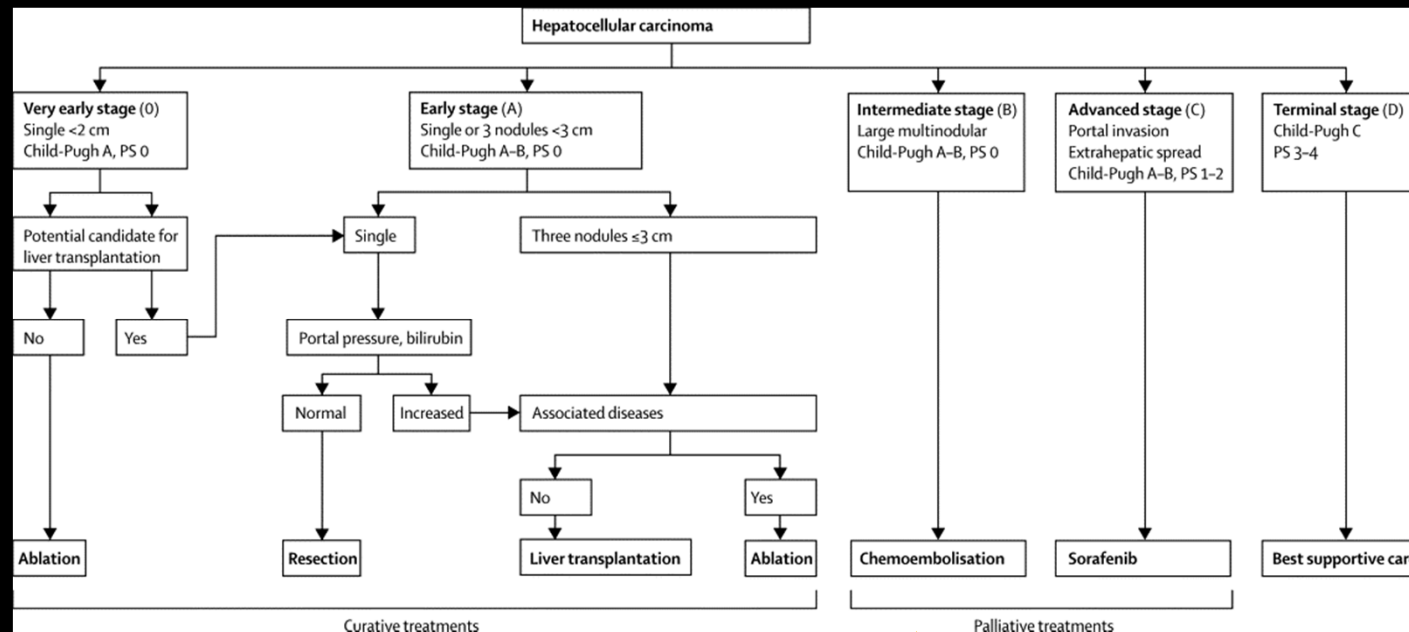 Hepatocellular carcinoma
Very early stage (0)
Single <2 cm
Child-Pugh A, PS 0
Early stage (A)
Single or 3 nodules <3 cm
Child-Pugh A–B, PS 0
Intermediate stage (B)
Large multinodular
Child-Pugh A–B, PS 0
Advanced stage (C)
Portal invasion
Extrahepatic spread
Child-Pugh A–B, PS 1–2
Terminal stage (D)
Child-Pugh C
PS 3–4
Potential candidate for
liver transplantation
Single
Three nodules ≤3 cm
No
Yes
Portal pressure, bilirubin
Normal
Increased
Associated diseases
No
Yes
Ablation
Resection
Liver transplantation
Ablation
Chemoembolisation
Sorafenib
Best supportive car
Curative treatments
Palliative treatments